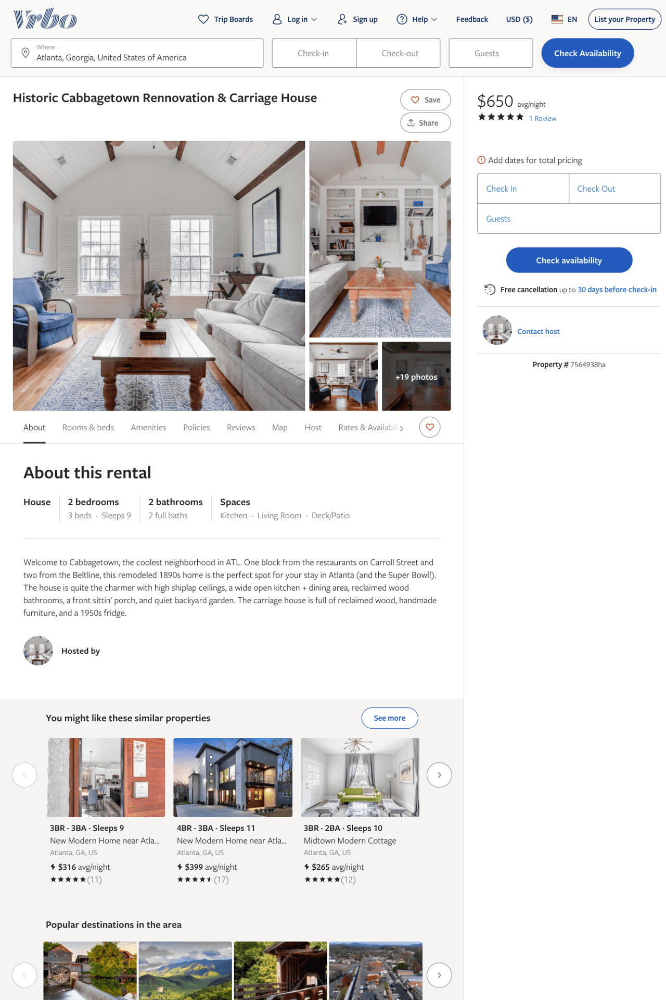 Vrbo
Trip Boards
Log in
Sign up
Help
Feedback
USD ($)
EN
List your Property
Where
Atlanta, Georgia, United States of America
Check-in
Check-out
Guests
Check Availability
Historic Cabbagetown Rennovation & Carriage House
Save
Share
$650 avg/night
1 Review
Add dates for total pricing
Check In
Check Out
Guests
Check availability
Free cancellation up to 30 days before check-in
Contact host
Property # 7564938ha
+19 photos
About
Rooms & beds
Amenities
Policies
Reviews
Map
Host
Rates & Availabili
About this rental
House
2 bedrooms
3 beds · Sleeps 9
2 bathrooms
2 full baths
Spaces
Kitchen · Living Room · Deck/Patio
Welcome to Cabbagetown, the coolest neighborhood in ATL. One block from the restaurants on Carroll Street and
two from the Beltline, this remodeled 1890s home is the perfect spot for your stay in Atlanta (and the Super Bowl!).
The house is quite the charmer with high shiplap ceilings, a wide open kitchen + dining area, reclaimed wood
bathrooms, a front sittin' porch, and quiet backyard garden. The carriage house is full of reclaimed wood, handmade
furniture, and a 1950s fridge.
Hosted by
You might like these similar properties
See more
3BR · 3BA · Sleeps 9
New Modern Home near Atla...
Atlanta, GA, US
$316 avg/night
(11)
4BR · 3BA · Sleeps 11
New Modern Home near Atla...
Atlanta, GA, US
$399 avg/night
(17)
3BR · 2BA · Sleeps 10
Midtown Modern Cottage
Atlanta, GA, US
$265 avg/night
(12)
Popular destinations in the area